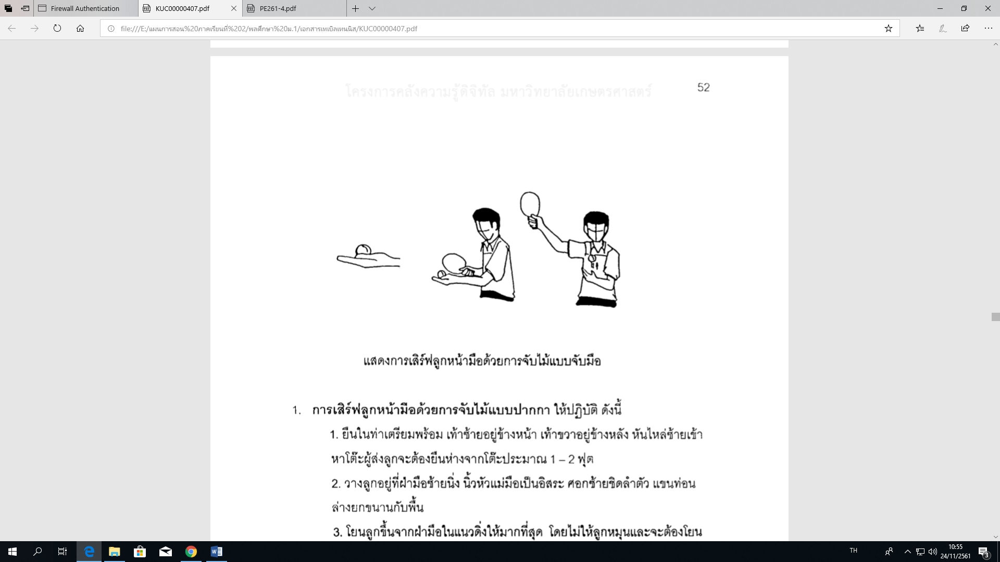 Firewall Authentication
KUC00000407.pdf
PE261-4.pdf
file:///E:/แผนการสอน%20ภาคเรียนที่%202/พลศึกษา%20ม.1/เอกสารเทเบิลเทนนิส/KUC00000407.pdf
โครงการคลังความรู้ดิจิทัล มหาวิทยาลัยเกษตรศาสตร์
52
แสดงการเสิร์ฟลูกหน้ามือด้วยการจับไม้แบบจับมือ
1. การเสิร์ฟลูกหน้ามือด้วยการจับไม้แบบปากกา ให้ปฏิบัติ ดังนี้
1. ยืนในท่าเตรียมพร้อม เท้าซ้ายอยู่ข้างหน้า เท้าขวาอยู่ข้างหลัง หันไหล่ซ้ายเข้า
หาโต๊ะผู้ส่งลูกจะต้องยืนห่างจากโต๊ะประมาณ 1 – 2 ฟุต
2. วางลูกอยู่ที่ฝ่ามือซ้ายนิ่ง นิ้วหัวแม่มือเป็นอิสระ ศอกซ้ายชิดลำตัว แขนท่อน
ล่างยกขนานกับพื้น
3. โยนลูกขึ้นจากฝ่ามือในแนวดิ่งให้มากที่สุด โดยไม่ให้ลูกหมุนและจะต้องโยน
TH
10:55
24/11/2561
3